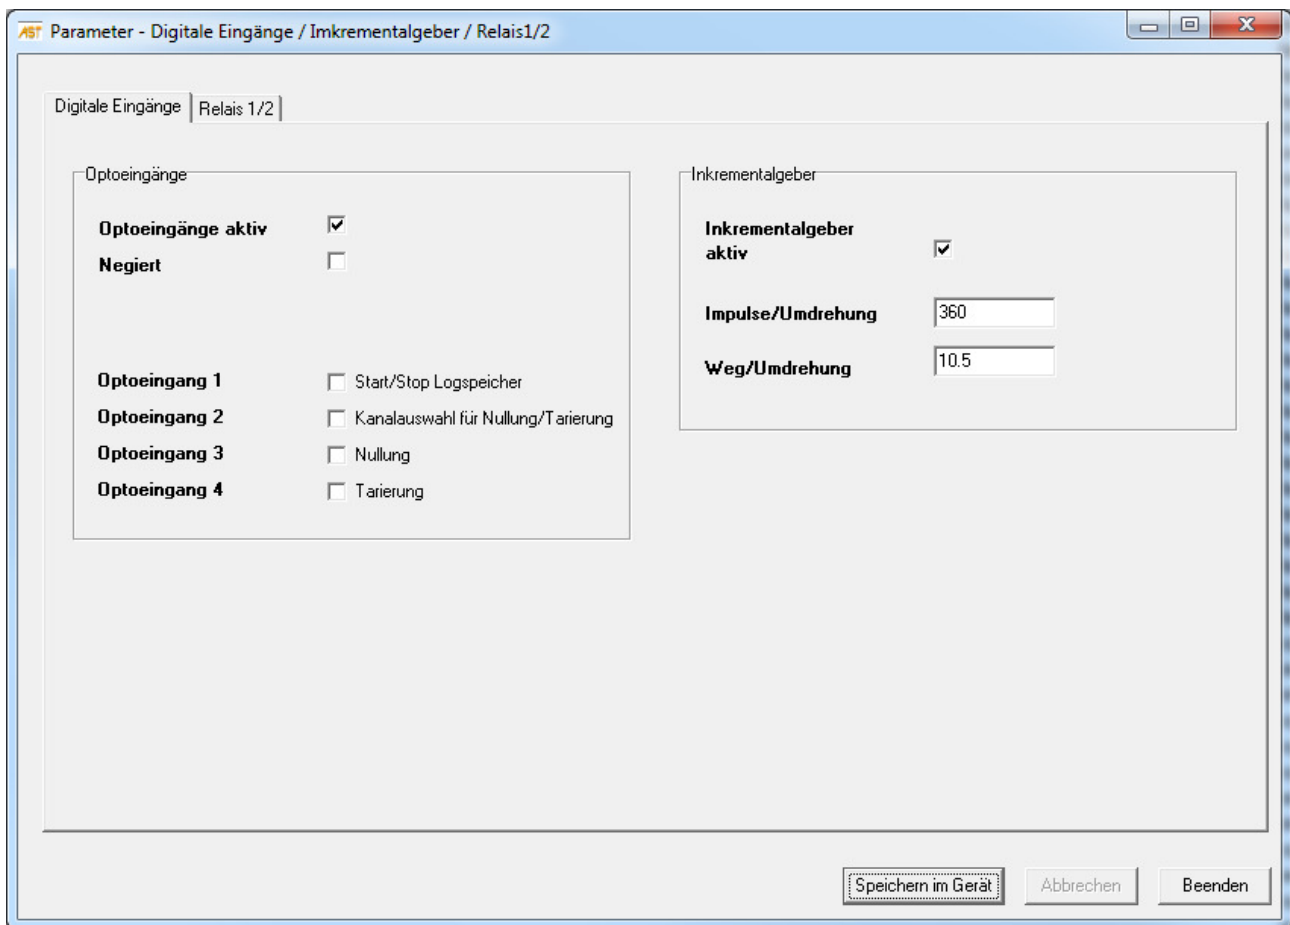 AST Parameter - Digitale Eingänge / Imkrementalgeber / Relais1/2
Digitale Eingänge Relais 1/2
Optoeingänge
Optoeingänge aktiv
Negiert
Optoeingang 1 Start/Stop Logspeicher
Optoeingang 2 Kanalauswahl für Nullung/Tarierung
Optoeingang 3 Nullung
Optoeingang 4 Tarierung
Inkrementalgeber
Inkrementalgeber
aktiv
Impulse/Umdrehung 360
Weg/Umdrehung 10.5
Speichern im Gerät Abbrechen Beenden